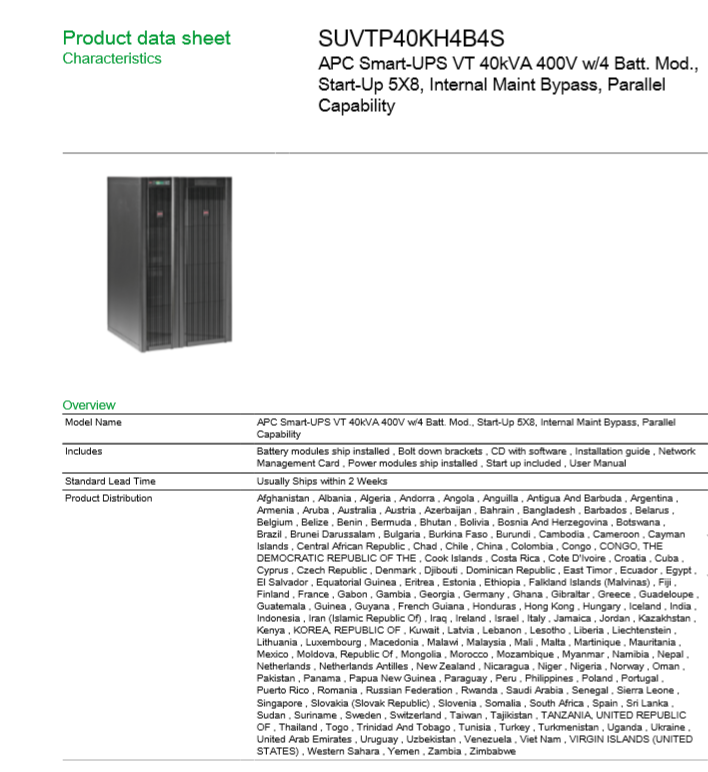 Product data sheet
Characteristics
SUVTP40KH4B4S
APC Smart-UPS VT 40kVA 400V w/4 Batt. Mod.,
Start-Up 5X8, Internal Maint Bypass, Parallel
Capability
Overview
Model Name
APC Smart-UPS VT 40kVA 400V w/4 Batt. Mod., Start-Up 5X8, Internal Maint Bypass, Parallel
Capability
Includes
Battery modules ship installed , Bolt down brackets , CD with software , Installation guide , Network
Management Card , Power modules ship installed , Start up included , User Manual
Standard Lead Time
Usually Ships within 2 Weeks
Product Distribution
Afghanistan , Albania , Algeria , Andorra , Angola , Anguilla , Antigua And Barbuda , Argentina ,
Armenia , Aruba , Australia , Austria , Azerbaijan , Bahrain , Bangladesh , Barbados , Belarus ,
Belgium , Belize , Benin , Bermuda , Bhutan , Bolivia , Bosnia And Herzegovina , Botswana ,
Brazil , Brunei Darussalam , Bulgaria , Burkina Faso , Burundi , Cambodia , Cameroon , Cayman
Islands , Central African Republic , Chad , Chile , China , Colombia , Congo , CONGO, THE
DEMOCRATIC REPUBLIC OF THE , Cook Islands , Costa Rica , Cote D'Ivoire , Croatia , Cuba ,
Cyprus , Czech Republic , Denmark , Djibouti , Dominican Republic , East Timor , Ecuador , Egypt ,
El Salvador , Equatorial Guinea , Eritrea , Estonia , Ethiopia , Falkland Islands (Malvinas) , Fiji ,
Finland , France , Gabon , Gambia , Georgia , Germany , Ghana , Gibraltar , Greece , Guadeloupe ,
Guatemala , Guinea , Guyana , French Guiana , Honduras , Hong Kong , Hungary , Iceland , India ,
Indonesia , Iran (Islamic Republic Of) , Iraq , Ireland , Israel , Italy , Jamaica , Jordan , Kazakhstan ,
Kenya , KOREA, REPUBLIC OF , Kuwait , Latvia , Lebanon , Lesotho , Liberia , Liechtenstein ,
Lithuania , Luxembourg , Macedonia , Malawi , Malaysia , Mali , Malta , Martinique , Mauritania ,
Mexico , Moldova, Republic Of , Mongolia , Morocco , Mozambique , Myanmar , Namibia , Nepal ,
Netherlands , Netherlands Antilles , New Zealand , Nicaragua , Niger , Nigeria , Norway , Oman ,
Pakistan , Panama , Papua New Guinea , Paraguay , Peru , Philippines , Poland , Portugal ,
Puerto Rico , Romania , Russian Federation , Rwanda , Saudi Arabia , Senegal , Sierra Leone ,
Singapore , Slovakia (Slovak Republic) , Slovenia , Somalia , South Africa , Spain , Sri Lanka ,
Sudan , Suriname , Sweden , Switzerland , Taiwan , Tajikistan , TANZANIA, UNITED REPUBLIC
OF , Thailand , Togo , Trinidad And Tobago , Tunisia , Turkey , Turkmenistan , Uganda , Ukraine ,
United Arab Emirates , Uruguay , Uzbekistan , Venezuela , Viet Nam , VIRGIN ISLANDS (UNITED
STATES) , Western Sahara , Yemen , Zambia , Zimbabwe